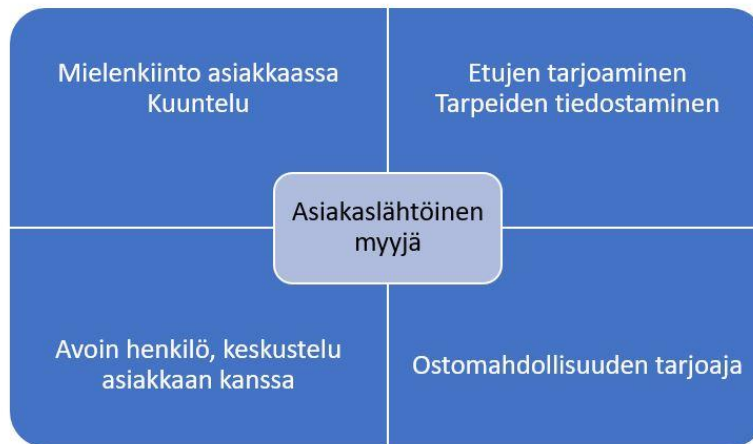 Mielenkiinto asiakkaassa
Kuuntelu
Etujen tarjoaminen
Tarpeiden tiedostaminen
Asiakaslähtöinen
myyjä
Avoin henkilö, keskustelu
asiakkaan kanssa
Ostomahdollisuuden tarjoaja